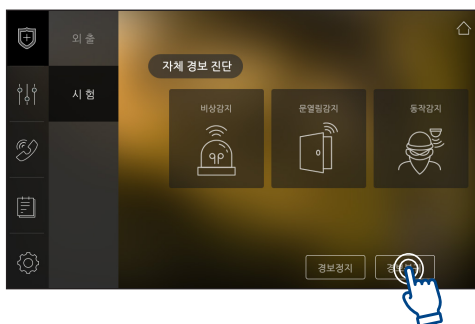 외 출
시 험
자체 경보 진단
비상감지
문열림감지
동작감지
경보정지